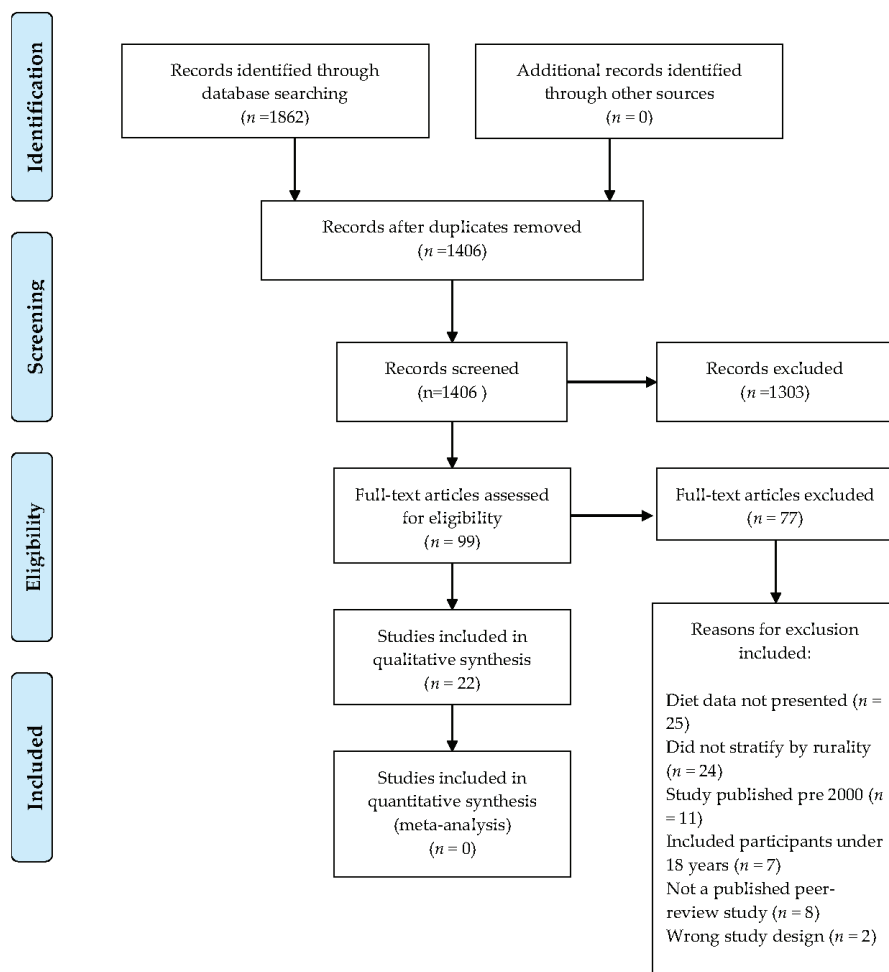 Identification
Records identified through
database searching
(n =1862)
Additional records identified
through other sources
(n = 0)
Records after duplicates removed
(n =1406)
Screening
Records screened
(n=1406 )
Records excluded
(n =1303)
Eligibility
Full-text articles assessed
for eligibility
(n = 99)
Full-text articles excluded
(n = 77)
Studies included in
qualitative synthesis
(n = 22)
Reasons for exclusion
included:
Diet data not presented (n =
25)
Did not stratify by rurality
(n = 24)
Study published pre 2000 (n
= 11)
Included participants under
18 years (n = 7)
Not a published peer-
review study (n = 8)
Wrong study design (n = 2)
Included
Studies included in
quantitative synthesis
(meta-analysis)
(n = 0)